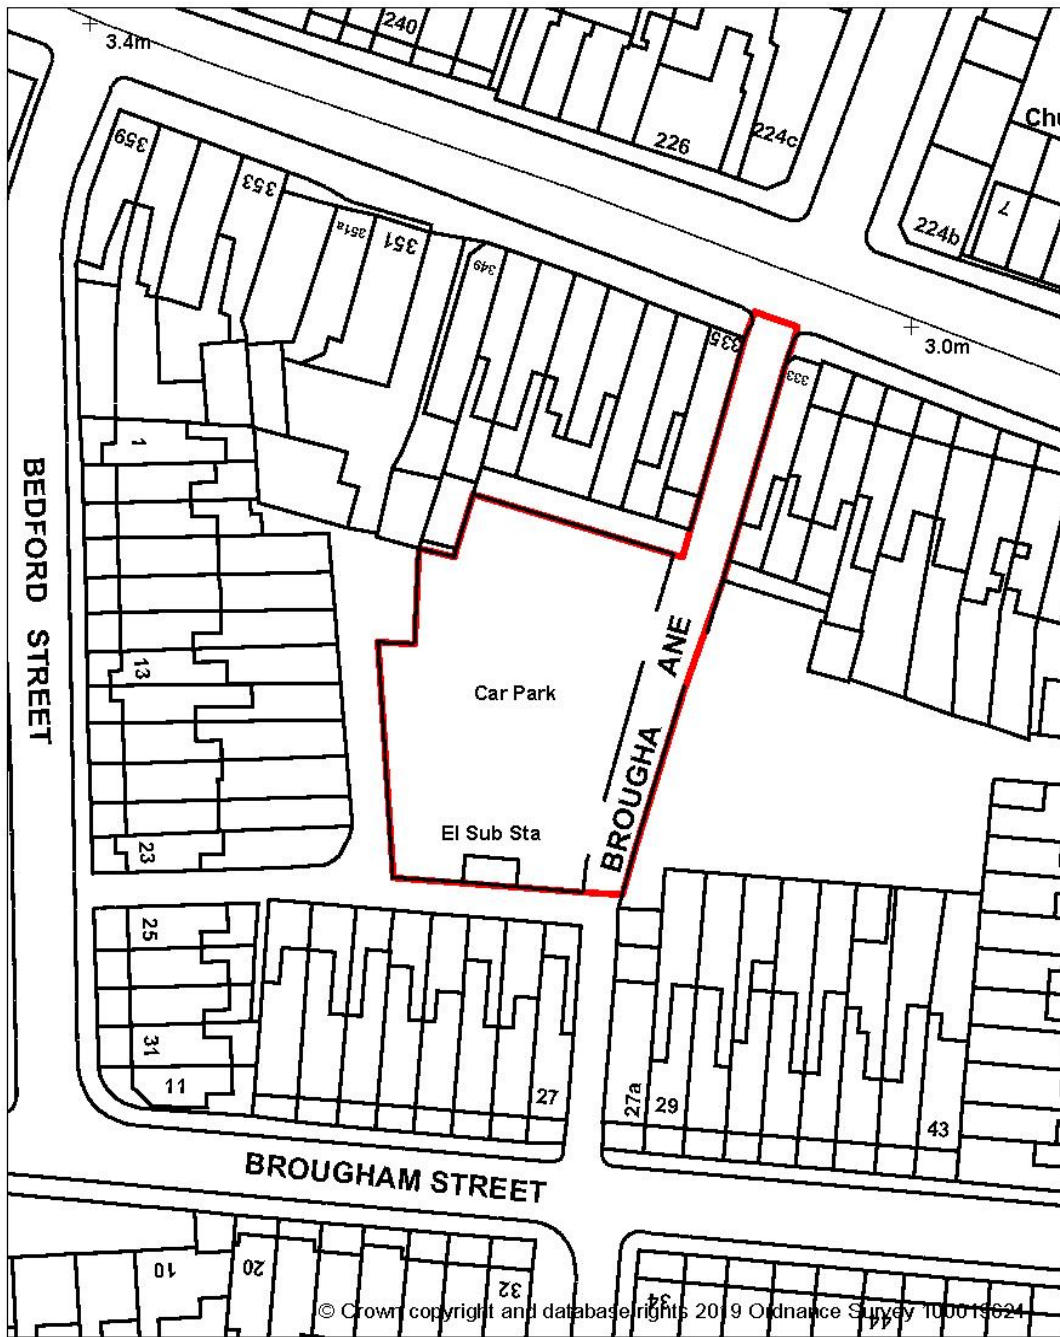 240
3.4m
226
224c
Chu
359
353
351a
351
349
7
224b
335
3.0m
333
1
BEDFORD STREET
13
Car Park
BROUGHA ANE
El Sub Sta
23
25
31
11
27
27a
29
43
BROUGHAM STREET
10
20
32
34
44
© Crown copyright and database rights 2019 Ordnance Survey 100019624